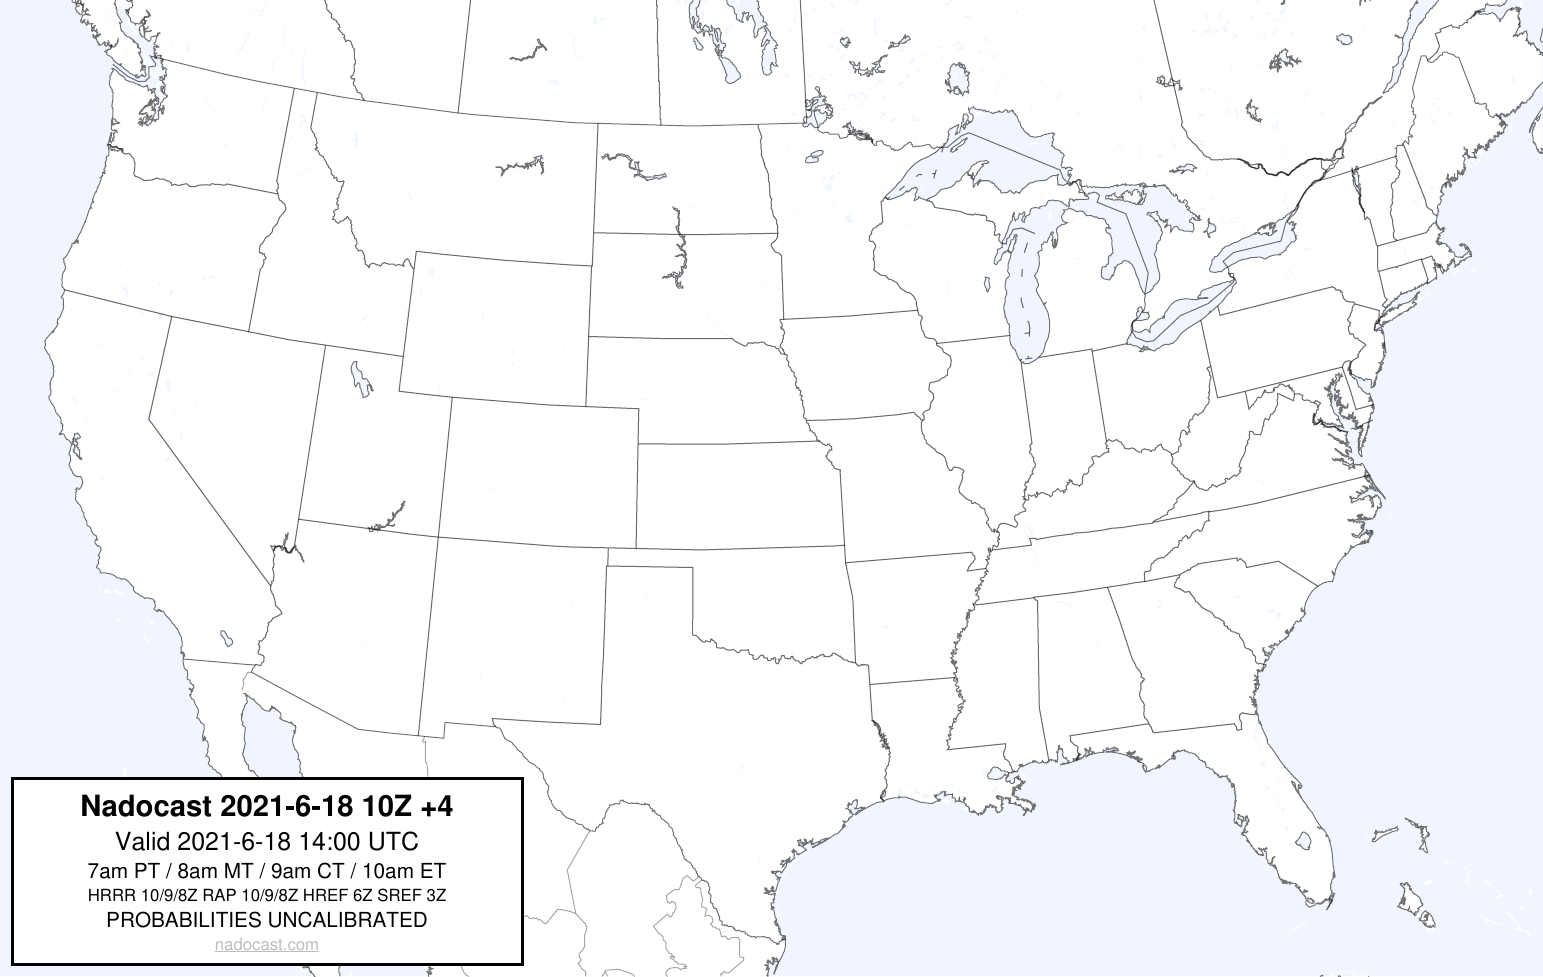 Nadocast 2021-6-18 10Z +4
Valid 2021-6-18 14:00 UTC
7am PT / 8am MT / 9am CT / 10am ET
HRRR 10/9/8Z RAP 10/9/8Z HREF 6Z SREF 3Z
PROBABILITIES UNCALIBRATED
nadocast.com